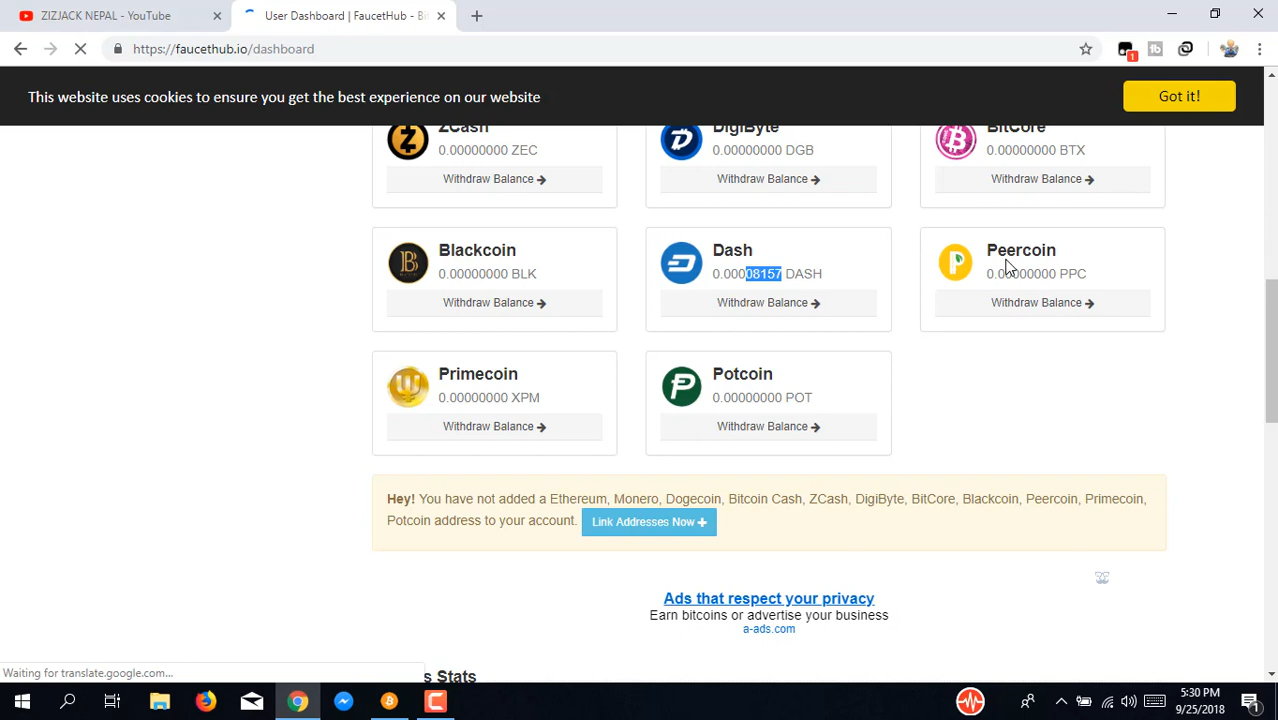 ZIZJACK NEPAL - YouTube
User Dashboard | FaucetHub - Bi
https://faucethub.io/dashboard
1
This website uses cookies to ensure you get the best experience on our website
Got it!
ZCash
DigiByte
BitCore
0.00000000 ZEC
0.00000000 DGB
0.00000000 BTX
Withdraw Balance
Withdraw Balance
Withdraw Balance
Blackcoin
Dash
Peercoin
0.00000000 BLK
0.00008157 DASH
0.00000000 PPC
Withdraw Balance
Withdraw Balance
Withdraw Balance
Primecoin
Potcoin
0.00000000 XPM
0.00000000 POT
Withdraw Balance
Withdraw Balance
Hey! You have not added a Ethereum, Monero, Dogecoin, Bitcoin Cash, ZCash, DigiByte, BitCore, Blackcoin, Peercoin, Primecoin,
Potcoin address to your account. Link Addresses Now +
Ads that respect your privacy
Earn bitcoins or advertise your business
a-ads.com
Waiting for translate.google.com...
s Stats
5:30 PM
9/25/2018
1